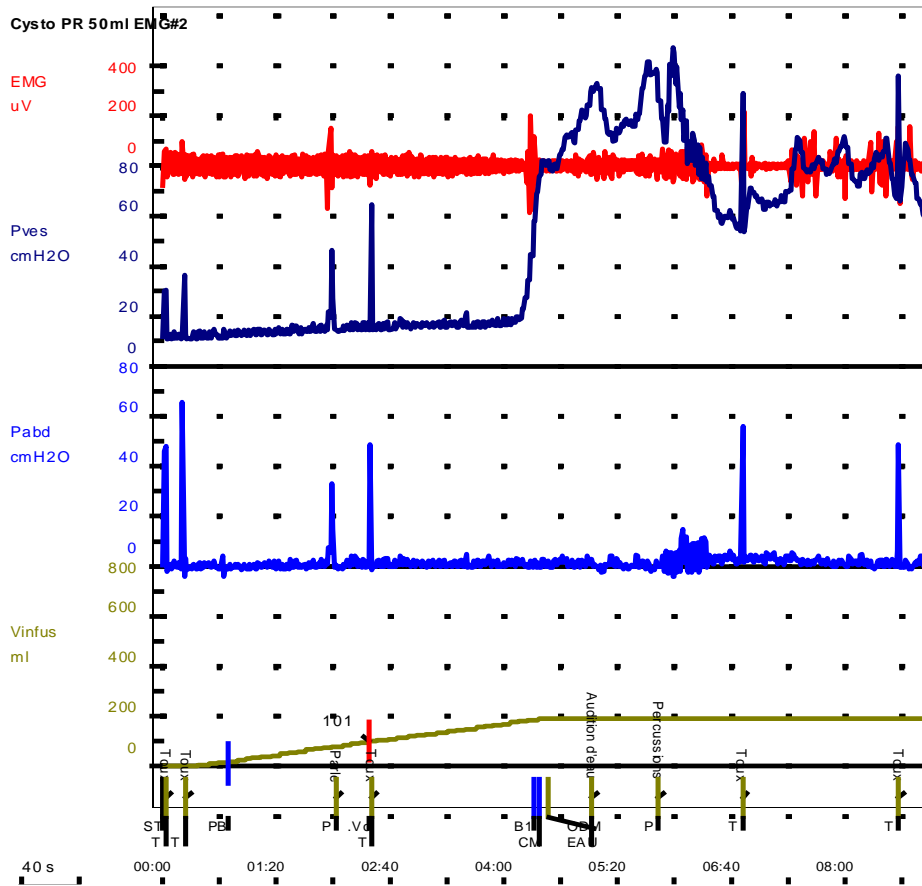 Cysto PR 50ml EMG#2
EMG
uV
400
200
0
Pves
cmH2O
80
60
40
20
0
Pabd
cmH2O
80
60
40
20
0
Vinfus
ml
800
600
400
200
0
101
Toux
Toux
Parle
Toux
Audition d'eau
Percussions
Toux
Toux
ST
T
T
PB
P
T
B1
CM
EAU
P
T
T
40 s
00:00
01:20
02:40
04:00
05:20
06:40
08:00